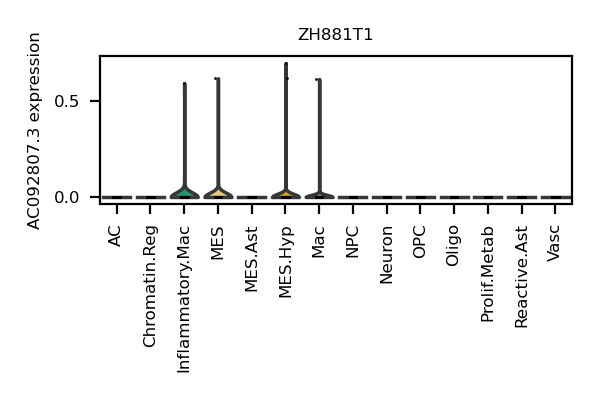 ZH881T1
AC092807.3 expression
0.5
0.0
AC
Chromatin.Reg
Inflammatory.Mac
MES
MES.Ast
MES.Hyp
Mac
NPC
Neuron
OPC
Oligo
Prolif.Metab
Reactive.Ast
Vasc